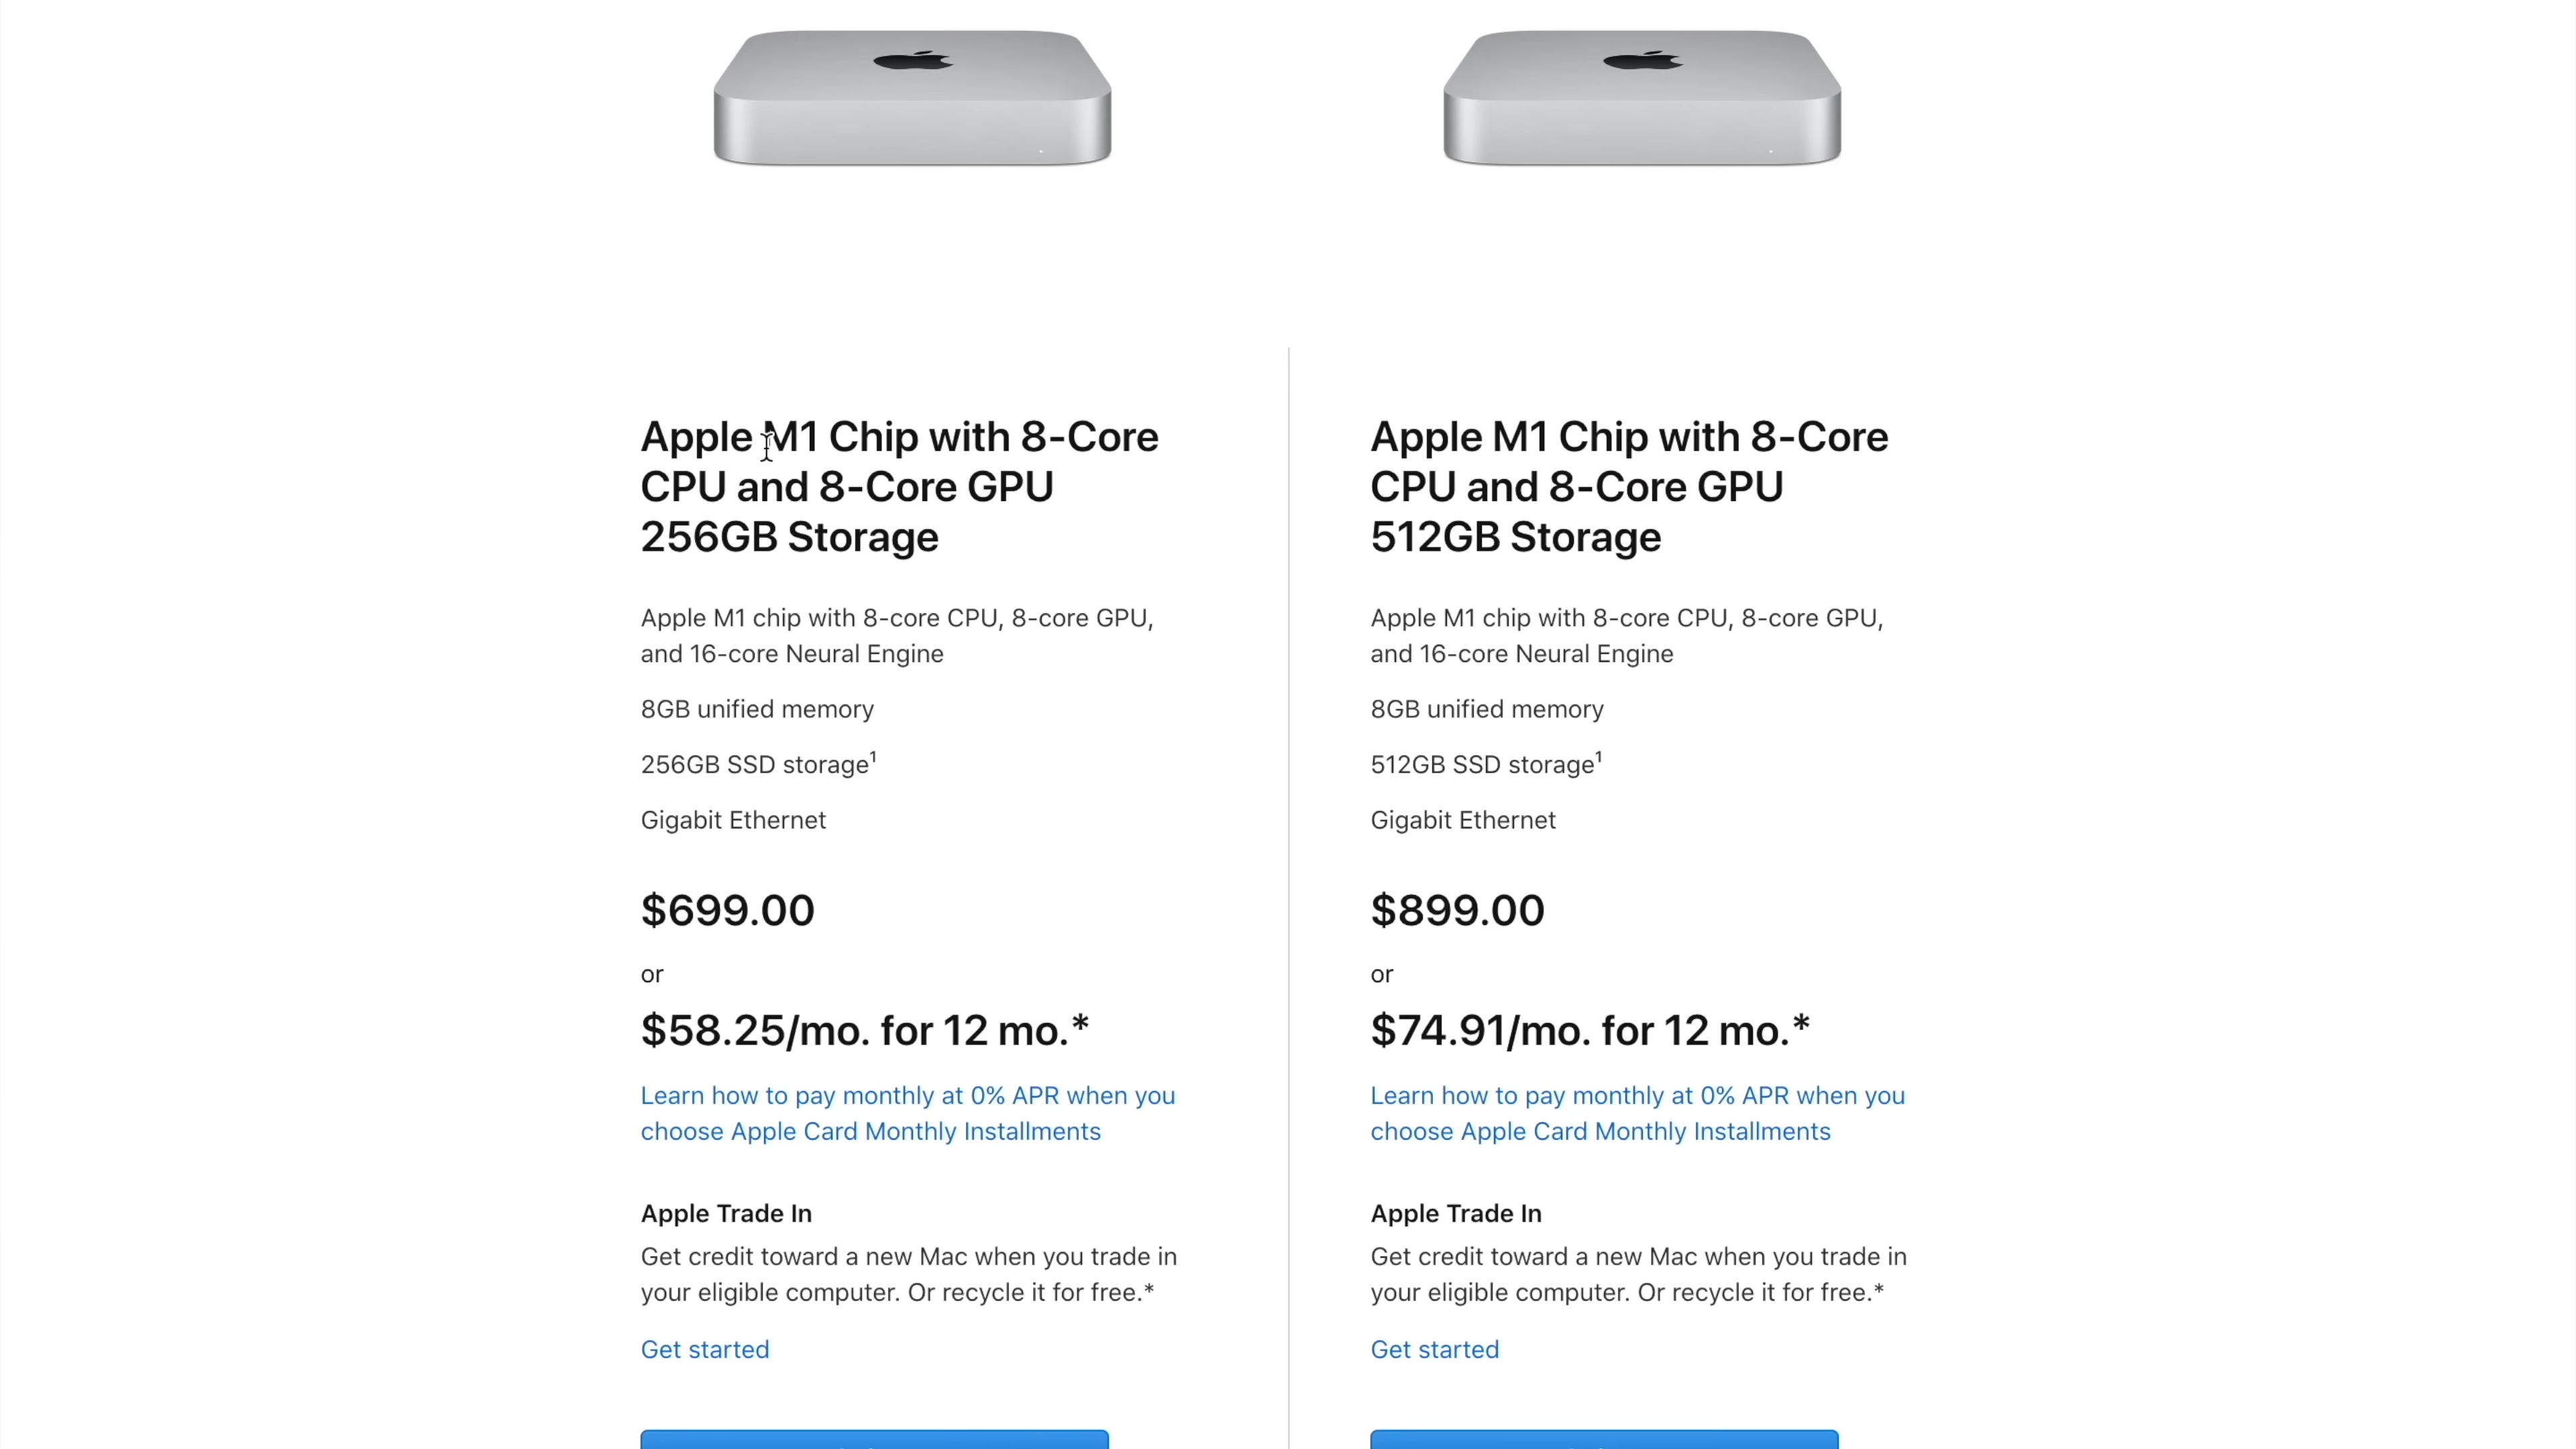 Apple M1 Chip with 8-Core
CPU and 8-Core GPU
256GB Storage
Apple M1 chip with 8-core CPU, 8-core GPU,
and 16-core Neural Engine
8GB unified memory
256GB SSD storage¹
Gigabit Ethernet
$699.00
or
$58.25/mo. for 12 mo.*
Learn how to pay monthly at 0% APR when you
choose Apple Card Monthly Installments
Apple Trade In
Get credit toward a new Mac when you trade in
your eligible computer. Or recycle it for free.*
Get started
Apple M1 Chip with 8-Core
CPU and 8-Core GPU
512GB Storage
Apple M1 chip with 8-core CPU, 8-core GPU,
and 16-core Neural Engine
8GB unified memory
512GB SSD storage¹
Gigabit Ethernet
$899.00
or
$74.91/mo. for 12 mo.*
Learn how to pay monthly at 0% APR when you
choose Apple Card Monthly Installments
Apple Trade In
Get credit toward a new Mac when you trade in
your eligible computer. Or recycle it for free.*
Get started